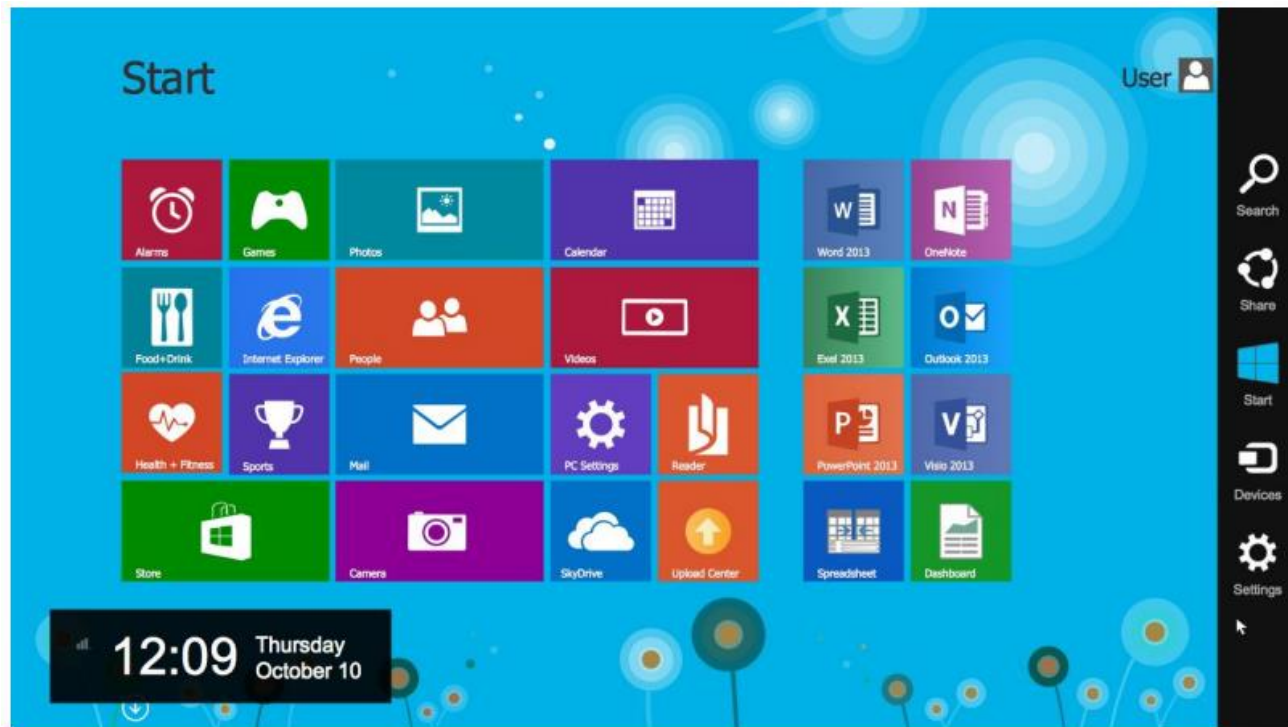 Start
User
Alarms
Games
Photos
Calendar
Word 2013
OneNote
Food+Drink
Internet Explorer
People
Videos
Exel 2013
Outlook 2013
Health + Fitness
Sports
Mail
PC Settings
Reader
PowerPoint 2013
Visio 2013
Store
Camera
SkyDrive
Upload Center
Spreadsheet
Dashboard
Search
Share
Start
Devices
Settings
12:09
Thursday
October 10
W
N
e
X
O
P
V